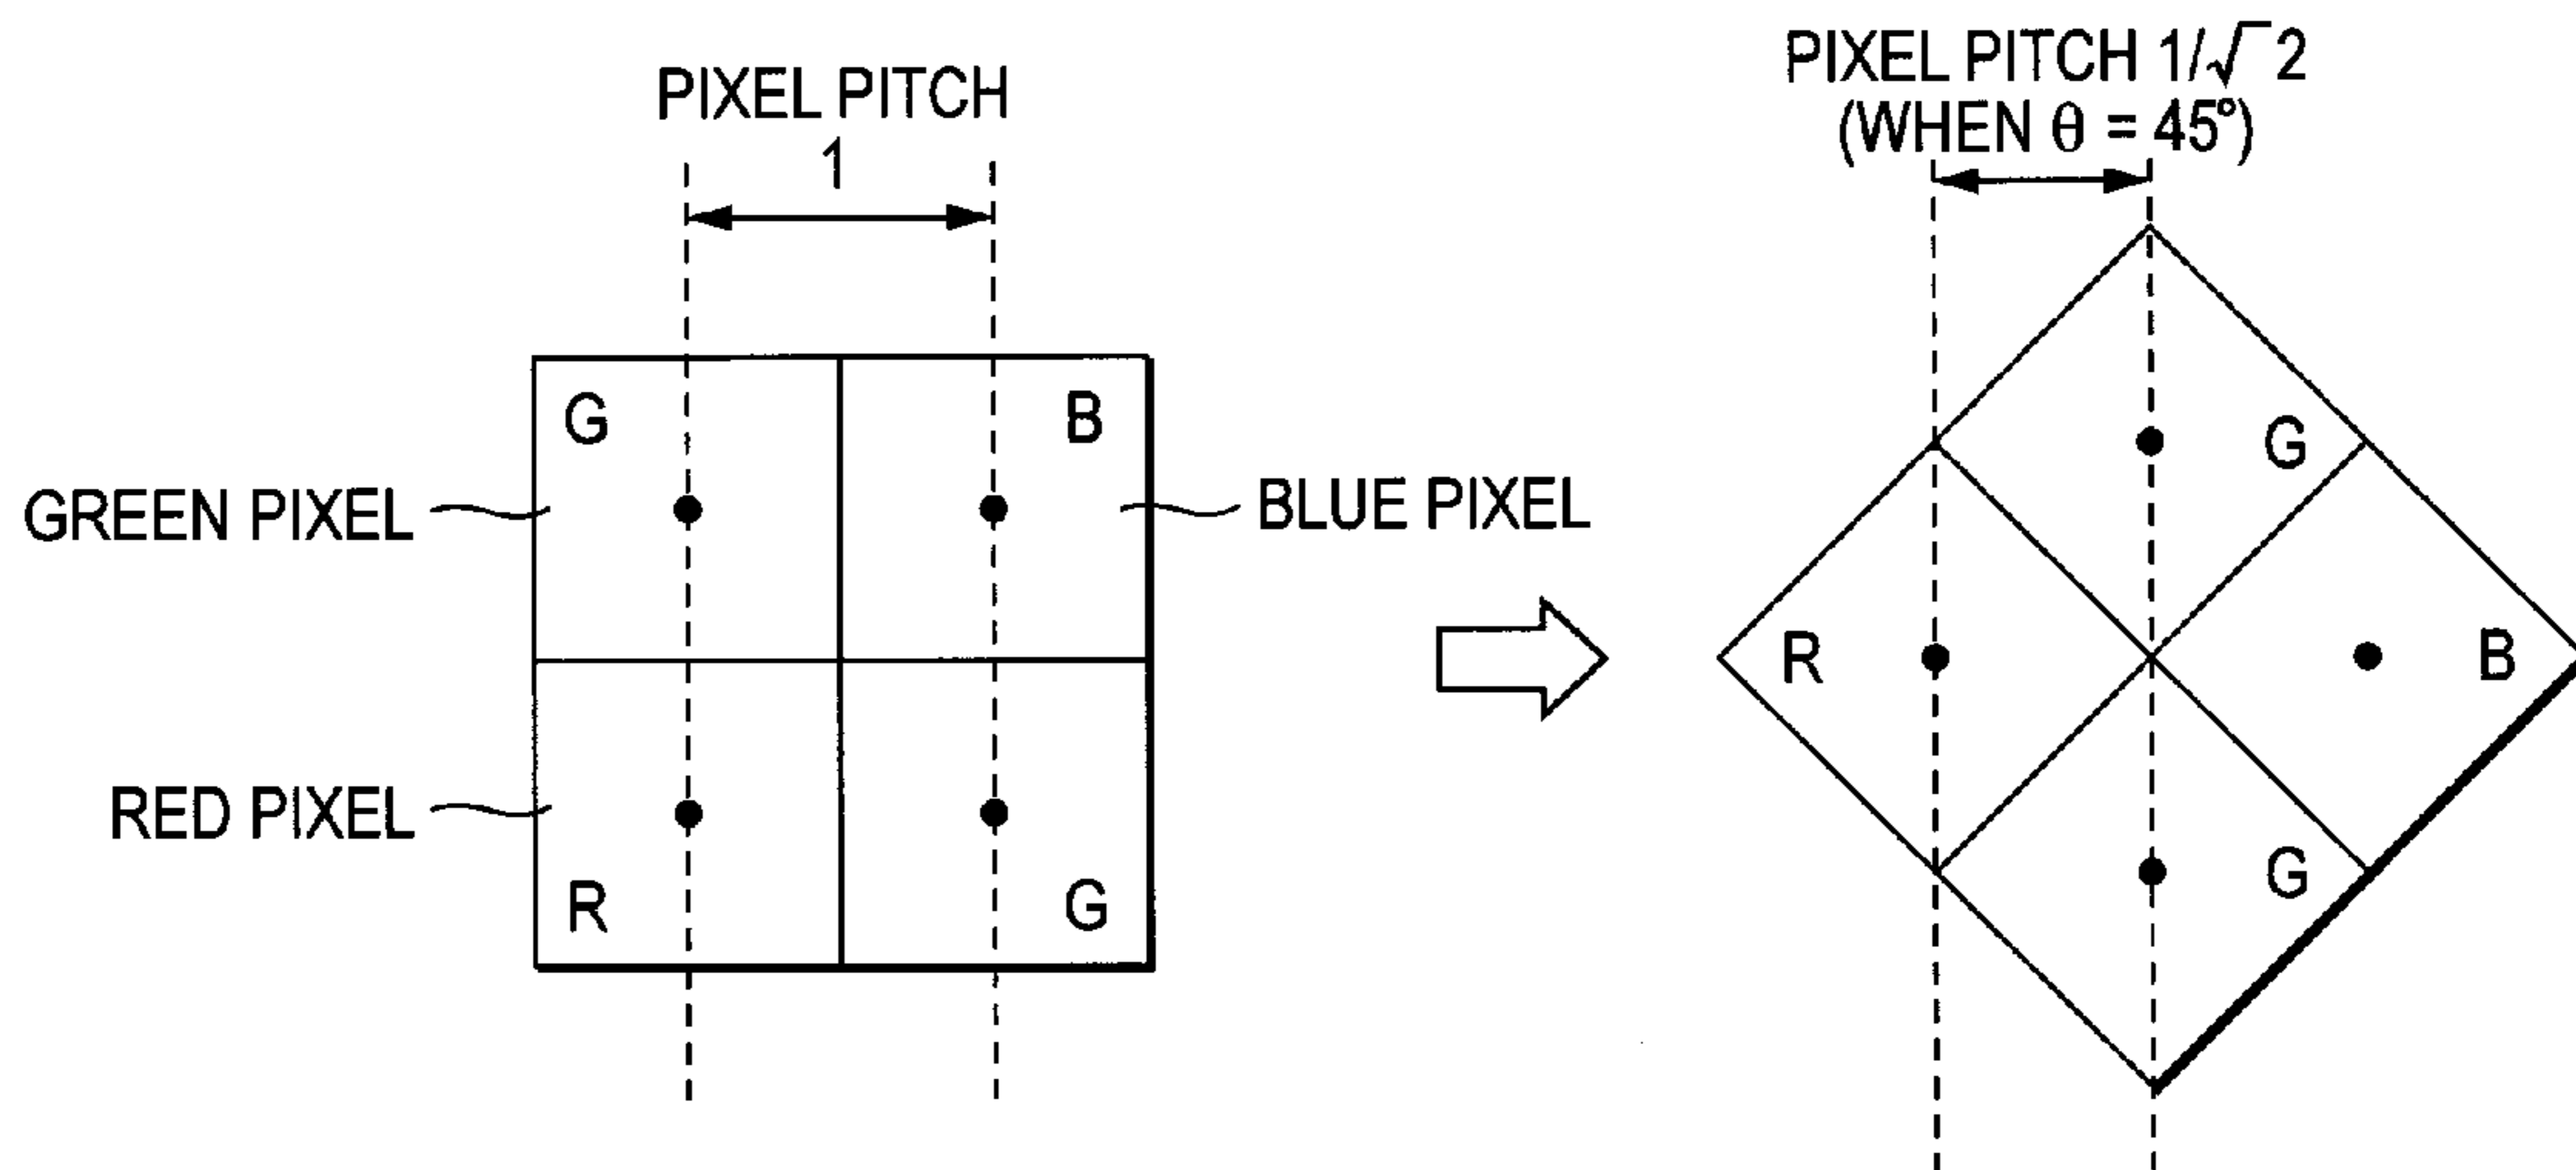 PIXEL PITCH
1
G
B
GREEN PIXEL
BLUE PIXEL
RED PIXEL
R
G
PIXEL PITCH 1/√2
(WHEN θ = 45°)
G
R
B
G